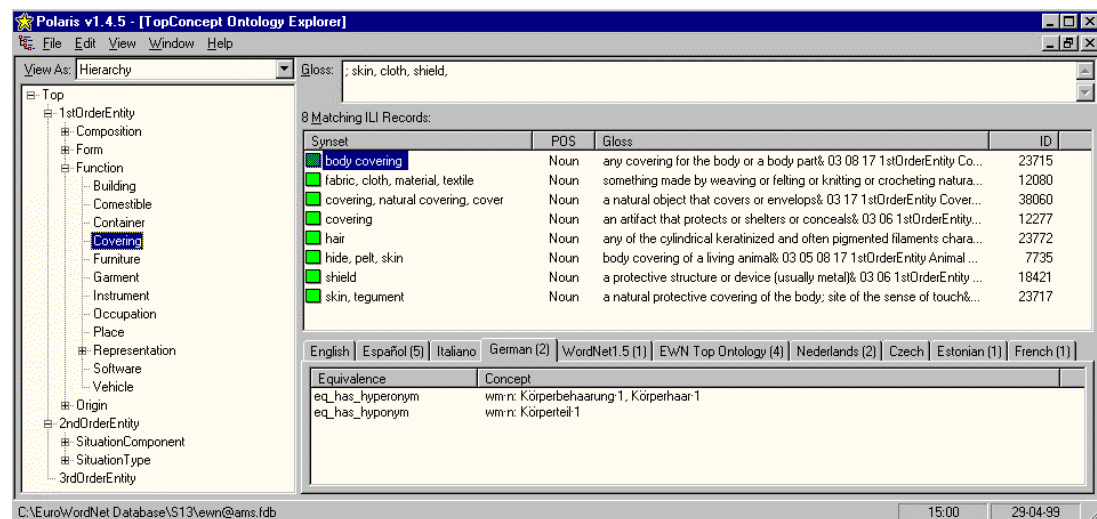 Polaris v1.4.5 - [TopConcept Ontology Explorer]
File Edit View Window Help
View As: Hierarchy
Gloss: ; skin, cloth, shield,
Top
1stOrderEntity
Composition
Form
Function
Building
Comestible
Container
Covering
Furniture
Garment
Instrument
Occupation
Place
Representation
Software
Vehicle
Origin
2ndOrderEntity
SituationComponent
SituationType
3rdOrderEntity
8 Matching ILI Records:
Synset POS Gloss ID
body covering Noun any covering for the body or a body part& 03 08 17 1stOrderEntity Co... 23715
fabric, cloth, material, textile Noun something made by weaving or felting or knitting or crocheting natura... 12080
covering, natural covering, cover Noun a natural object that covers or envelops& 03 17 1stOrderEntity Cover... 38060
covering Noun an artifact that protects or shelters or conceals& 03 06 1stOrderEntity... 12277
hair Noun any of the cylindrical keratinized and often pigmented filaments chara... 23772
hide, pelt, skin Noun body covering of a living animal& 03 05 08 17 1stOrderEntity Animal ... 7735
shield Noun a protective structure or device (usually metal)& 03 06 1stOrderEntity ... 18421
skin, tegument Noun a natural protective covering of the body; site of the sense of touch&... 23717
English Español (5) Italiano German (2) WordNet1.5 (1) EWN Top Ontology (4) Nederlands (2) Czech Estonian (1) French (1)
Equivalence Concept
eq_has_hyperonym wm·n: Körperbehaarung·1, Körperhaar·1
eq_has_hyponym wm·n: Körperteil·1
C:\EuroWordNet Database\S13\ewn@ams.fdb 15:00 29-04-99